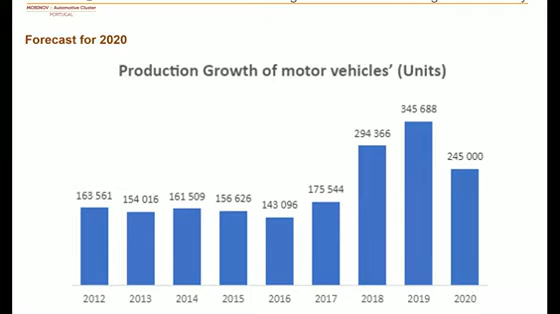 MOBINOV : Automotive Cluster
PORTUGAL
Forecast for 2020
Production Growth of motor vehicles’ (Units)
345 688
294 366
245 000
175 544
163 561
154 016
161 509
156 626
143 096
2012 2013 2014 2015 2016 2017 2018 2019 2020